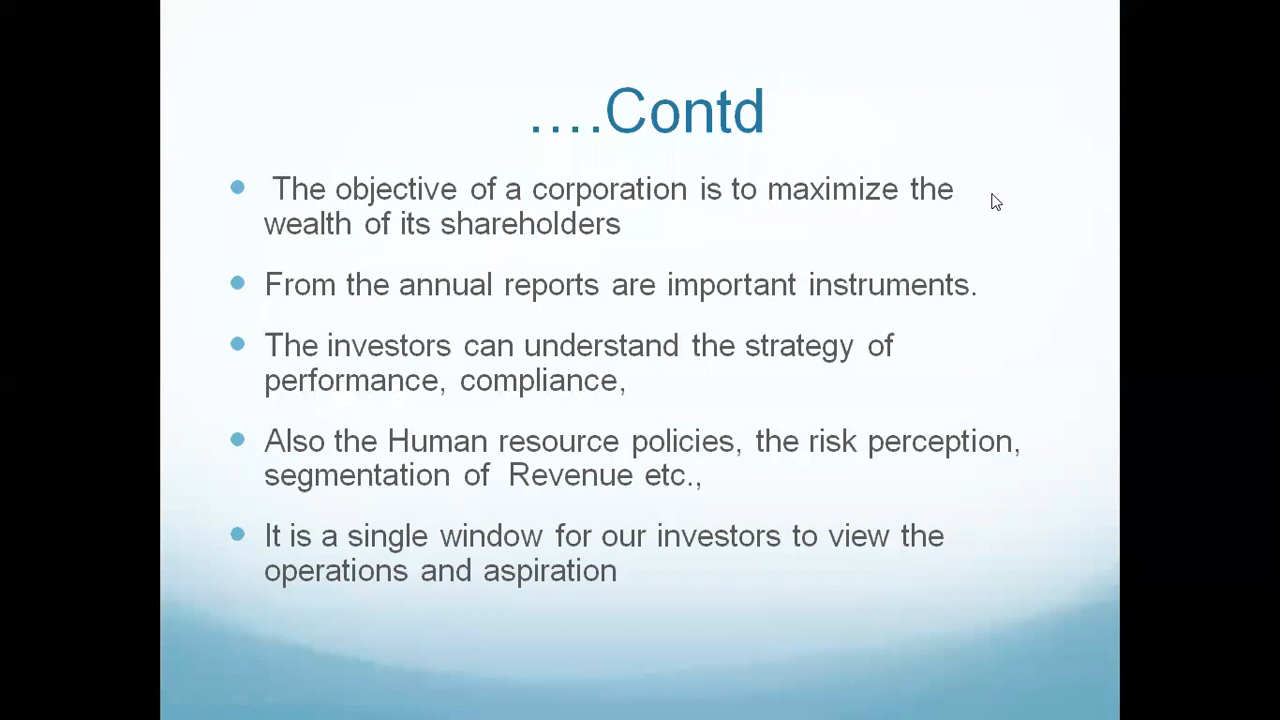 ....Contd
The objective of a corporation is to maximize the
wealth of its shareholders
From the annual reports are important instruments.
The investors can understand the strategy of
performance, compliance,
Also the Human resource policies, the risk perception,
segmentation of Revenue etc.,
It is a single window for our investors to view the
operations and aspiration